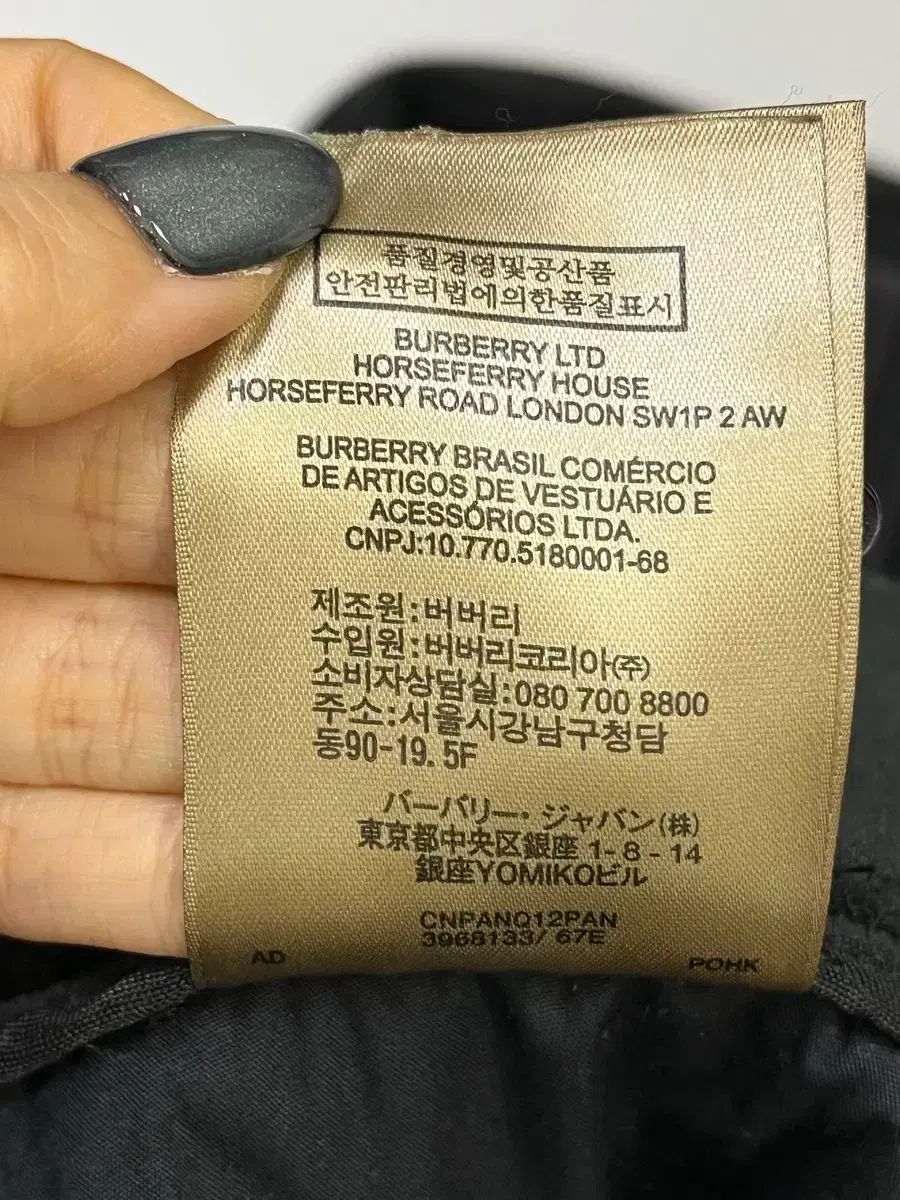 품질경영및공산품
안전관리법에의한품질표시
BURBERRY LTD
HORSEFERRY HOUSE
HORSEFERRY ROAD LONDON SW1P 2 AW
BURBERRY BRASIL COMÉRCIO
DE ARTIGOS DE VESTUÁRIO E
ACESSÓRIOS LTDA.
CNPJ:10.770.5180001-68
제조원:버버리
수입원:버버리코리아(주)
소비자상담실:080 700 8800
주소:서울시강남구청담
동90-19. 5F
バーバリー・ジャパン(株)
東京都中央区銀座 1- 8 - 14
銀座YOMIKOビル
CNPANQ12PAN
3968133/ 67E
AD
POHK